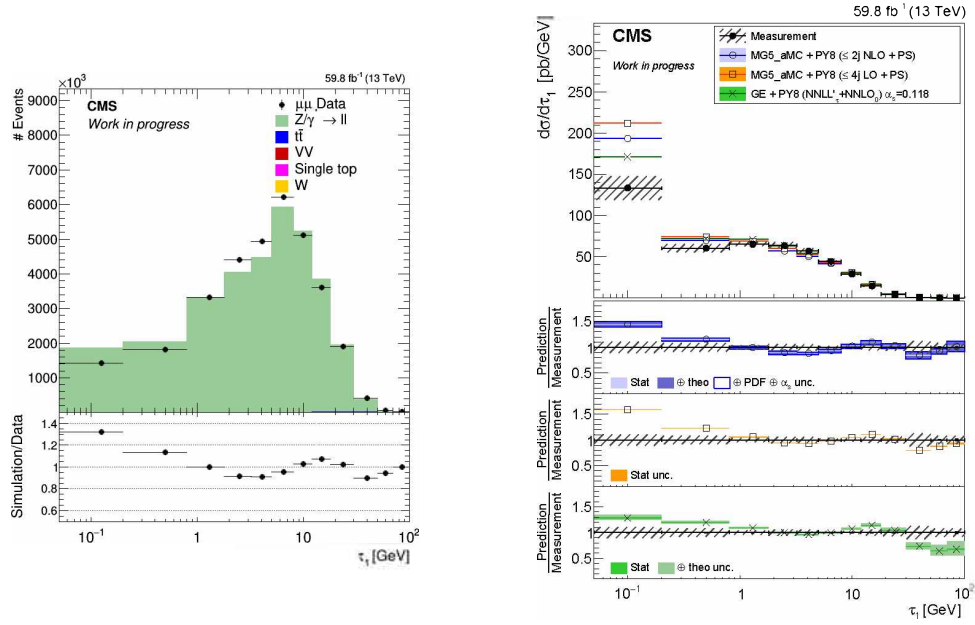 59.8 fb⁻¹ (13 TeV)
×10³
# Events
9000
8000
7000
6000
5000
4000
3000
2000
1000
CMS
Work in progress
μμ Data
Z/γ → ll
tt̄
VV
Single top
W
Simulation/Data
1.4
1.2
1
0.8
0.6
10⁻¹
1
10
10²
τ₁ [GeV]
59.8 fb⁻¹ (13 TeV)
dσ/dτ₁ [pb/GeV]
300
250
200
150
100
50
CMS
Work in progress
Measurement
MG5_aMC + PY8 (≤ 2j NLO + PS)
MG5_aMC + PY8 (≤ 4j LO + PS)
GE + PY8 (NNLL'_τ+NNLO₀) αₛ=0.118
Prediction
Measurement
1.5
1
0.5
Stat
⊕ theo
⊕ PDF ⊕ αₛ unc.
Prediction
Measurement
1.5
1
0.5
Stat unc.
Prediction
Measurement
1.5
1
0.5
Stat
⊕ theo unc.
10⁻¹
1
10
10²
τ₁ [GeV]